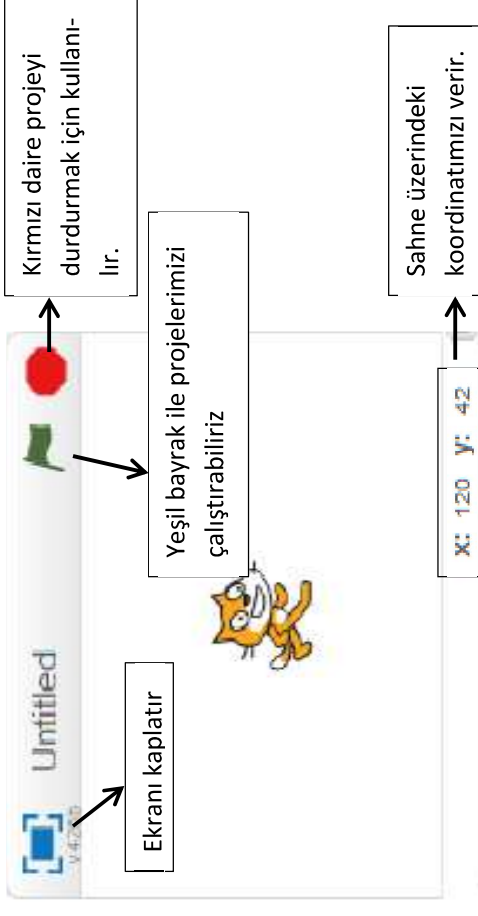 Kırmızı daire projeyi
durdurmak için kullanı-
lır.
Untitled
Ekranı kaplatır
Yeşil bayrak ile projelerimizi
çalıştırabiliriz
x: 120 y: 42
Sahne üzerindeki
koordinatımızı verir.